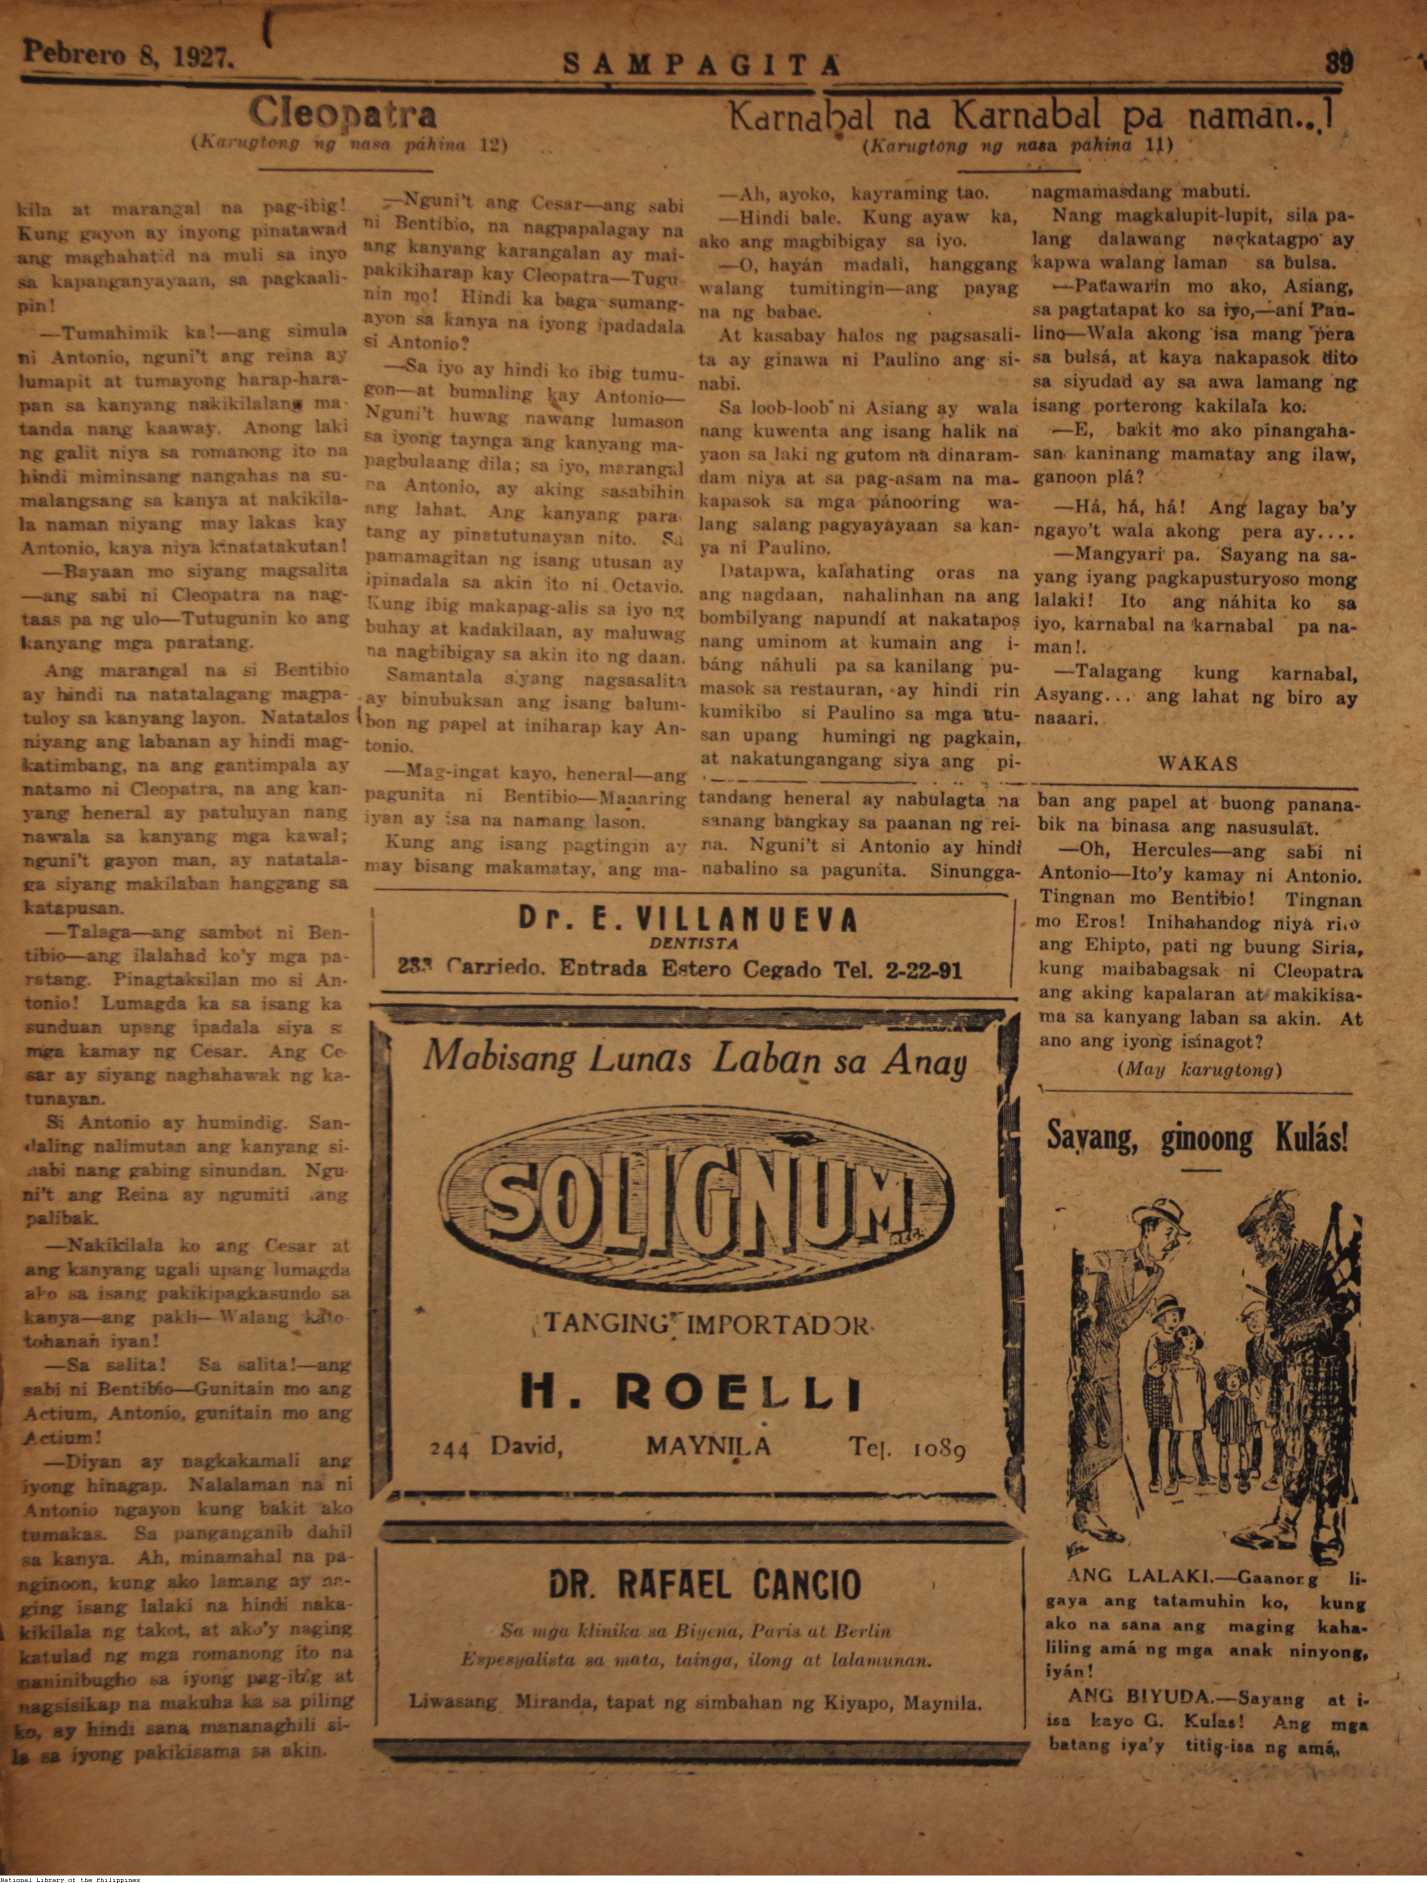 Pebrero 8, 1927.
SAMPAGITA
39
Cleopatra
(Karugtong ng nasa páhina 12)
kila at marangal na pag-ibig!
Kung gayon ay inyong pinatawad
ang maghahatid na muli sa inyo
sa kapanganyayaan, sa pagkaali-
pin!
—Tumahimik ka!—ang simula
ni Antonio, nguni't ang reina ay
lumapit at tumayong harap-hara-
pan sa kanyang nakikilalang ma-
tanda nang kaaway. Anong laki
ng galit niya sa romanong ito na
hindi miminsang nangahas na su-
malangsang sa kanya at nakikila-
la naman niyang may lakas kay
Antonio, kaya niya kinatatakutan!
—Bayaan mo siyang magsalita
—ang sabi ni Cleopatra na nag-
taas pa ng ulo—Tutugunin ko ang
kanyang mga paratang.
Ang marangal na si Bentibio
ay hindi na natatalagang magpa-
tuloy sa kanyang layon. Natatalos
niyang ang labanan ay hindi mag-
katimbang, na ang gantimpala ay
natamo ni Cleopatra, na ang kan-
yang heneral ay patuluyan nang
nawala sa kanyang mga kawal;
nguni't gayon man, ay natatala-
ga siyang makilaban hanggang sa
katapusan.
—Talaga—ang sambot ni Ben-
tibio—ang ilalahad ko'y mga pa-
ratang. Pinagtaksilan mo si An-
tonio! Lumagda ka sa isang ka
sunduan upang ipadala siya s
mga kamay ng Cesar. Ang Ce-
sar ay siyang naghahawak ng ka-
tunayan.
Si Antonio ay humindig. San-
daling nalimutan ang kanyang si-
nabi nang gabing sinundan. Ngu-
ni't ang Reina ay ngumiti ang
palibak.
—Nakikilala ko ang Cesar at
ang kanyang ugali upang lumagda
ako sa isang pakikipagkasundo sa
kanya—ang pakli—Walang kato-
tohanan iyan!
—Sa salita! Sa salita!—ang
sabi ni Bentibio—Gunitain mo ang
Actium, Antonio, gunitain mo ang
Actium!
—Diyan ay nagkakamali ang
iyong hinagap. Nalalaman na ni
Antonio ngayon kung bakit ako
tumakas. Sa panganganib dahil
sa kanya. Ah, minamahal na pa-
nginoon, kung ako lamang ay na-
ging isang lalaki na hindi naka-
kikilala ng takot, at ako'y naging
katulad ng mga romanong ito na
naninibugho sa iyong pag-ibig at
nagsisikap na makuha ka sa piling
ko, ay hindi sana mananaghili si-
la sa iyong pakikisama sa akin.
—Nguni't ang Cesar—ang sabi
ni Bentibio, na nagpapalagay na
ang kanyang karangalan ay mai-
pakikiharap kay Cleopatra—Tugu-
nin mo! Hindi ka baga sumang-
ayon sa kanya na iyong ipadadala
si Antonio?
—Sa iyo ay hindi ko ibig tumu-
gon—at bumaling kay Antonio—
Nguni't huwag nawang lumason
sa iyong taynga ang kanyang ma-
pagbulaang dila; sa iyo, marangal
na Antonio, ay aking sasabihin
ang lahat. Ang kanyang para-
tang ay pinatutunayan nito. Sa
pamamagitan ng isang utusan ay
ipinadala sa akin ito ni Octavio.
Kung ibig makapag-alis sa iyo ng
buhay at kadakilaan, ay maluwag
na nagbibigay sa akin ito ng daan.
Samantala siyang nagsasalita
ay binubuksan ang isang balum-
bon ng papel at iniharap kay An-
tonio.
—Mag-ingat kayo, heneral—ang
pagunita ni Bentibio—Maaaring
iyan ay isa na namang lason.
Kung ang isang pagtingin ay
may bisang makamatay, ang ma-
tandang heneral ay nabulagta na
sanang bangkay sa paanan ng rei-
na. Nguni't si Antonio ay hindi
nabalino sa pagunita. Sinungga-
ban ang papel at buong panana-
bik na binasa ang nasusulat.
—Oh, Hercules—ang sabi ni
Antonio—Ito'y kamay ni Antonio.
Tingnan mo Bentibio! Tingnan
mo Eros! Inihahandog niya rito
ang Ehipto, pati ng buung Siria,
kung maibabagsak ni Cleopatra
ang aking kapalaran at makikisa-
ma sa kanyang laban sa akin. At
ano ang iyong isinagot?
(May karugtong)
Karnabal na Karnabal pa naman...!
(Karugtong ng nasa páhina 11)
—Ah, ayoko, kayraming tao.
—Hindi bale. Kung ayaw ka,
ako ang magbibigay sa iyo.
—O, hayán madali, hanggang
walang tumitingin—ang payag
na ng babae.
At kasabay halos ng pagsasali-
ta ay ginawa ni Paulino ang si-
nabi.
Sa loob-loob ni Asiang ay wala
nang kuwenta ang isang halik na
yaon sa laki ng gutom na dinaram-
dam niya at sa pag-asam na ma-
kapasok sa mga pánooring wa-
lang salang pagyayayaan sa kan-
ya ni Paulino.
Datapwa, kalahating oras na
ang nagdaan, nahalinhan na ang
bombilyang napundí at nakatapos
nang uminom at kumain ang i-
báng náhuli pa sa kanilang pu-
masok sa restauran, ay hindi rin
kumikibo si Paulino sa mga utu-
san upang humingi ng pagkain,
at nakatungangang siya ang pi-
nagmamasdang mabuti.
Nang magkalupit-lupit, sila pa-
lang dalawang nagkatagpo ay
kapwa walang laman sa bulsa.
—Patawarin mo ako, Asiang,
sa pagtatapat ko sa iyo,—ani Pau-
lino—Wala akong isa mang pera
sa bulsá, at kaya nakapasok dito
sa siyudad ay sa awa lamang ng
isang porterong kakilala ko.
—E, bakit mo ako pinangaha-
san kaninang mamatay ang ilaw,
ganoon plá?
—Há, há, há! Ang lagay ba'y
ngayo't wala akong pera ay....
—Mangyari pa. Sayang na sa-
yang iyang pagkapusturyoso mong
lalaki! Ito ang náhita ko sa
iyo, karnabal na karnabal pa na-
man!.
—Talagang kung karnabal,
Asyang... ang lahat ng biro ay
naaari.
WAKAS
Dr. E. VILLANUEVA
DENTISTA
233 Carriedo. Entrada Estero Cegado Tel. 2-22-91
Mabisang Lunas Laban sa Anay
SOLIGNUM
TANGING IMPORTADOR
H. ROELLI
244 David, MAYNILA Tel. 1089
DR. RAFAEL CANCIO
Sa mga klinika sa Biyena, Paris at Berlin
Espesyalista sa mata, tainga, ilong at lalamunan.
Liwasang Miranda, tapat ng simbahan ng Kiyapo, Maynila.
Sayang, ginoong Kulás!
ANG LALAKI.—Gaanong li-
gaya ang tatamuhin ko, kung
ako na sana ang maging kaha-
liling amá ng mga anak ninyong,
iyán!
ANG BIYUDA.—Sayang at i-
isa kayo G. Kulas! Ang mga
batang iya'y titig-isa ng amá,
National Library of the Philippines